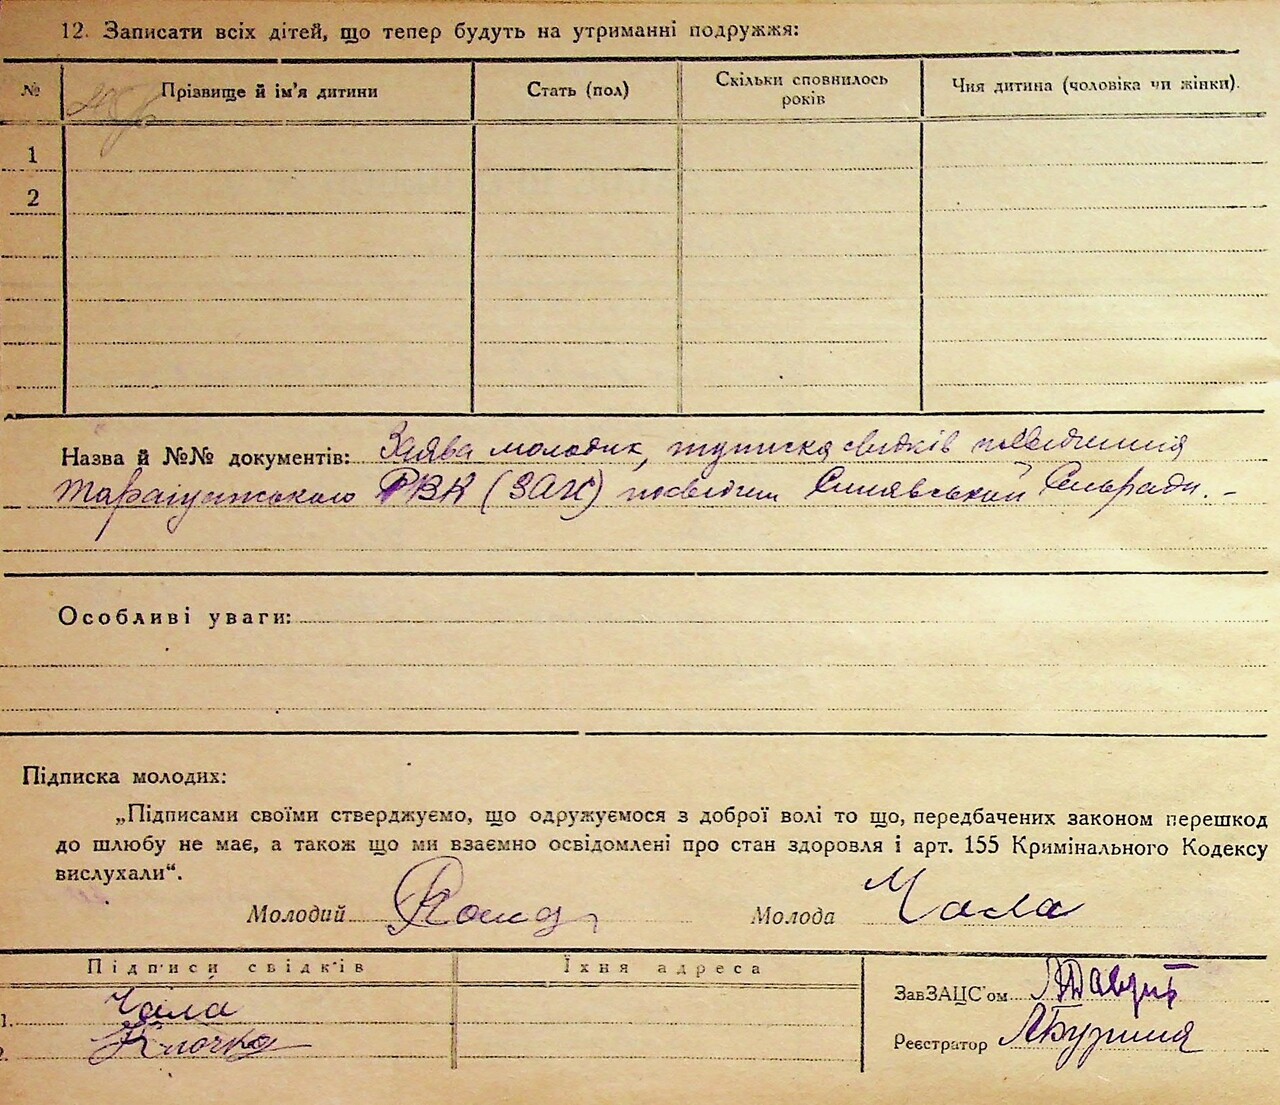 12. Записати всіх дітей, що тепер будуть на утриманні подружжя:
№ Прізвище й ім'я дитини Стать (пол) Скільки сповнилось років Чия дитина (чоловіка чи жінки).
1
2
Назва й №№ документів: Заява молодих, підписка свідків посвідчення
Таращанського РВК (ЗАГС) посвідчен Синявський Сільради. –
Особливі уваги:
Підписка молодих:
„Підписами своїми стверджуємо, що одружуємося з доброї волі то що, передбачених законом перешкод
до шлюбу не має, а також що ми взаємно освідомлені про стан здоровля і арт. 155 Кримінального Кодексу
вислухали“.
Молодий Молода Чала
Підписи свідків Їхня адреса
ЗавЗАЦС'ом
1. Чала
2. Клочко
Реєстратор